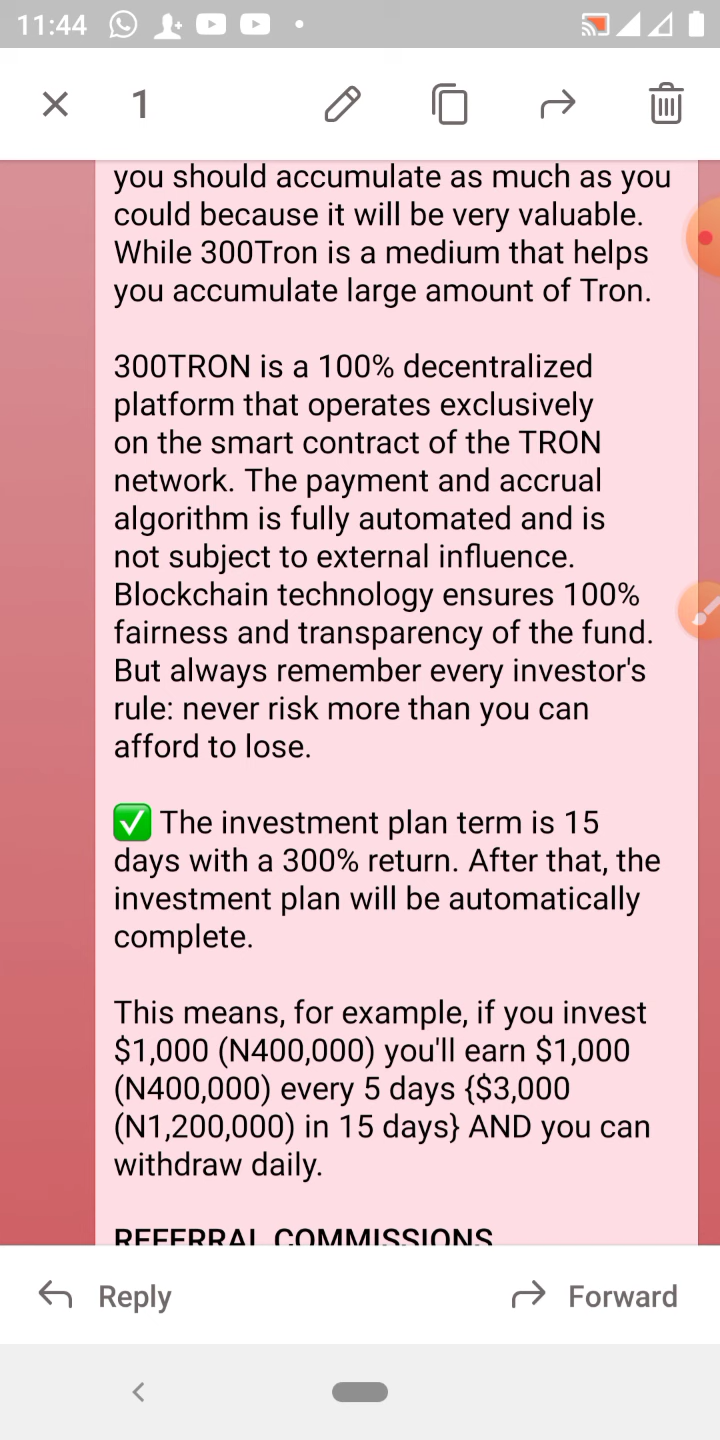 11:44
1
you should accumulate as much as you
could because it will be very valuable.
While 300Tron is a medium that helps
you accumulate large amount of Tron.
300TRON is a 100% decentralized
platform that operates exclusively
on the smart contract of the TRON
network. The payment and accrual
algorithm is fully automated and is
not subject to external influence.
Blockchain technology ensures 100%
fairness and transparency of the fund.
But always remember every investor's
rule: never risk more than you can
afford to lose.
✅ The investment plan term is 15
days with a 300% return. After that, the
investment plan will be automatically
complete.
This means, for example, if you invest
$1,000 (N400,000) you'll earn $1,000
(N400,000) every 5 days {$3,000
(N1,200,000) in 15 days} AND you can
withdraw daily.
REFERRAL COMMISSIONS
Reply
Forward